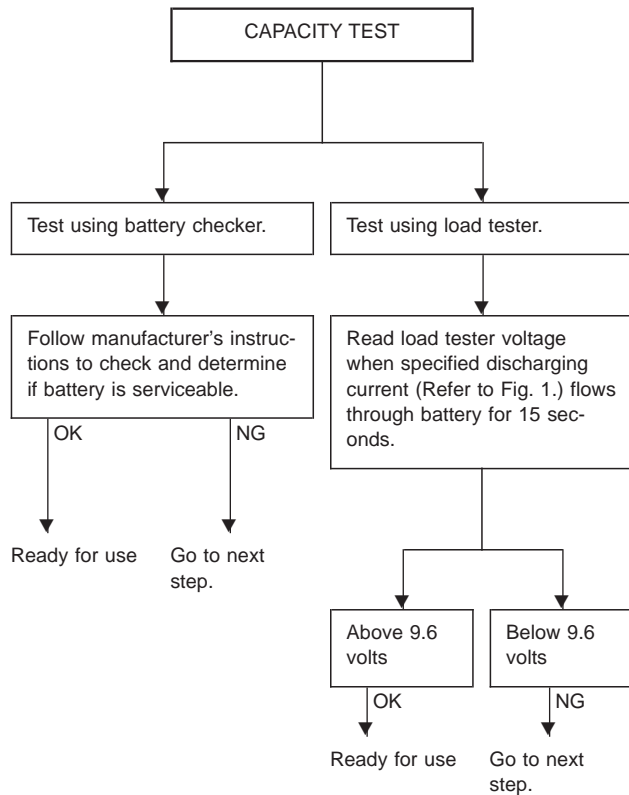 CAPACITY TEST
Test using battery checker.
Follow manufacturer's instruc-
tions to check and determine
if battery is serviceable.
OK
NG
Ready for use
Go to next
step.
Test using load tester.
Read load tester voltage
when specified discharging
current (Refer to Fig. 1.) flows
through battery for 15 sec-
onds.
Above 9.6
volts
Below 9.6
volts
OK
NG
Ready for use
Go to next
step.